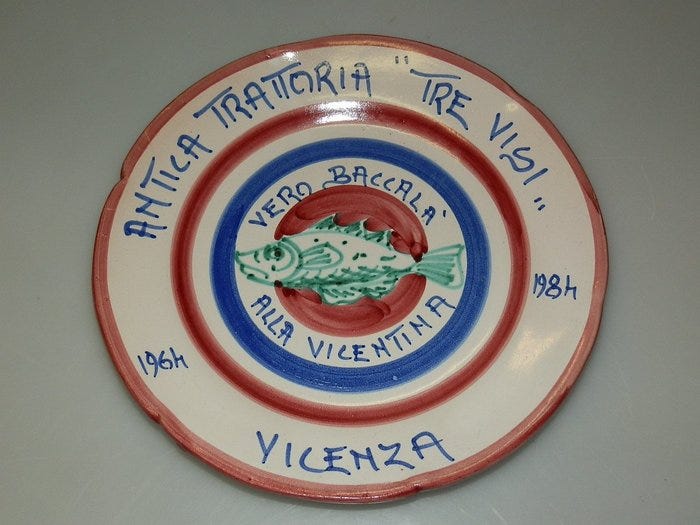 ANTICA TRATTORIA "TRE VISI"
VERO BACCALA'
ALLA VICENTINA
1964
1984
VICENZA